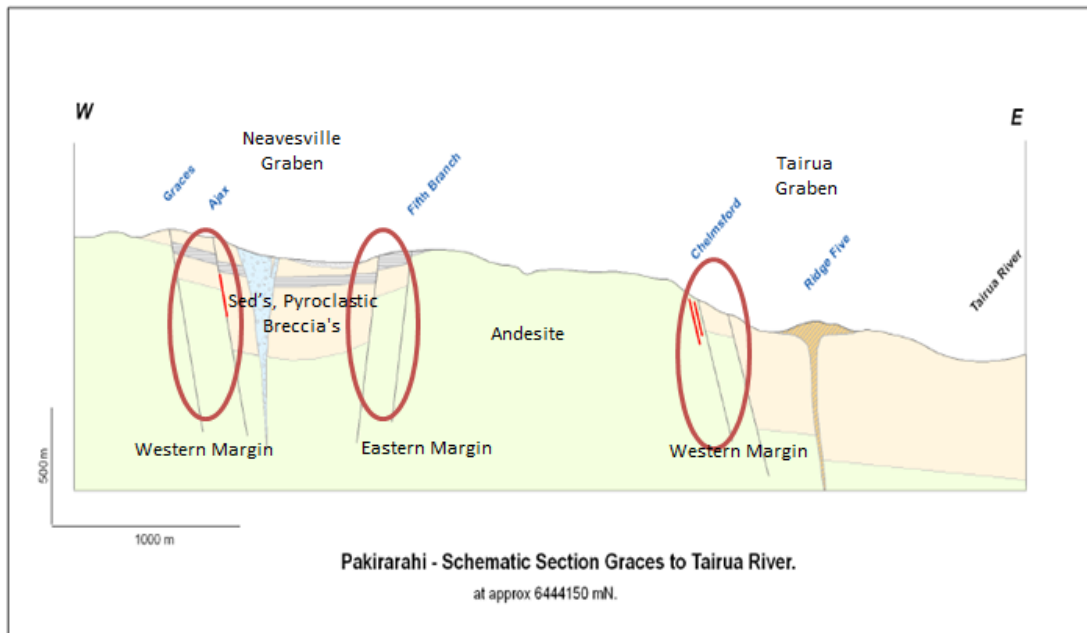 W
E
Neavesville
Graben
Tairua
Graben
Graces
Ajax
Fifth Branch
Chelmsford
Ridge Five
Tairua River
Sed's, Pyroclastic
Breccia's
Andesite
Western Margin
Eastern Margin
Western Margin
500m
1000 m
Pakirarahi - Schematic Section Graces to Tairua River.
at approx 6444150 mN.